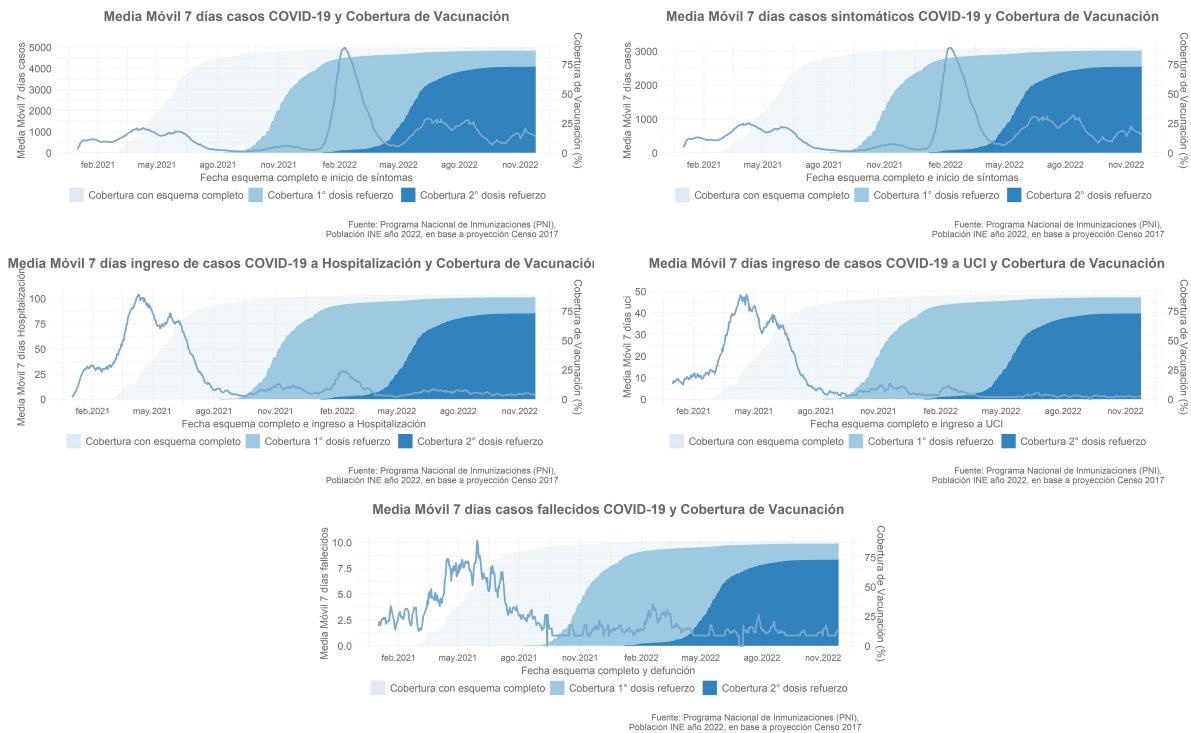 Media Móvil 7 días casos COVID-19 y Cobertura de Vacunación
Media Móvil 7 días casos
5000
4000
3000
2000
1000
0
Cobertura de Vacunación (%)
75
50
25
0
feb.2021 may.2021 ago.2021 nov.2021 feb.2022 may.2022 ago.2022 nov.2022
Fecha esquema completo e inicio de síntomas
Cobertura con esquema completo Cobertura 1° dosis refuerzo Cobertura 2° dosis refuerzo
Fuente: Programa Nacional de Inmunizaciones (PNI),
Población INE año 2022, en base a proyección Censo 2017
Media Móvil 7 días casos sintomáticos COVID-19 y Cobertura de Vacunación
Media Móvil 7 días casos
3000
2000
1000
0
Cobertura de Vacunación (%)
75
50
25
0
feb.2021 may.2021 ago.2021 nov.2021 feb.2022 may.2022 ago.2022 nov.2022
Fecha esquema completo e inicio de síntomas
Cobertura con esquema completo Cobertura 1° dosis refuerzo Cobertura 2° dosis refuerzo
Fuente: Programa Nacional de Inmunizaciones (PNI),
Población INE año 2022, en base a proyección Censo 2017
Media Móvil 7 días ingreso de casos COVID-19 a Hospitalización y Cobertura de Vacunación
Media Móvil 7 días Hospitalización
100
75
50
25
0
Cobertura de Vacunación (%)
75
50
25
0
feb.2021 may.2021 ago.2021 nov.2021 feb.2022 may.2022 ago.2022 nov.2022
Fecha esquema completo e ingreso a Hospitalización
Cobertura con esquema completo Cobertura 1° dosis refuerzo Cobertura 2° dosis refuerzo
Fuente: Programa Nacional de Inmunizaciones (PNI),
Población INE año 2022, en base a proyección Censo 2017
Media Móvil 7 días ingreso de casos COVID-19 a UCI y Cobertura de Vacunación
Media Móvil 7 días uci
50
40
30
20
10
0
Cobertura de Vacunación (%)
75
50
25
0
feb.2021 may.2021 ago.2021 nov.2021 feb.2022 may.2022 ago.2022 nov.2022
Fecha esquema completo e ingreso a UCI
Cobertura con esquema completo Cobertura 1° dosis refuerzo Cobertura 2° dosis refuerzo
Fuente: Programa Nacional de Inmunizaciones (PNI),
Población INE año 2022, en base a proyección Censo 2017
Media Móvil 7 días casos fallecidos COVID-19 y Cobertura de Vacunación
Media Móvil 7 días fallecidos
10.0
7.5
5.0
2.5
0.0
Cobertura de Vacunación (%)
75
50
25
0
feb.2021 may.2021 ago.2021 nov.2021 feb.2022 may.2022 ago.2022 nov.2022
Fecha esquema completo y defunción
Cobertura con esquema completo Cobertura 1° dosis refuerzo Cobertura 2° dosis refuerzo
Fuente: Programa Nacional de Inmunizaciones (PNI),
Población INE año 2022, en base a proyección Censo 2017